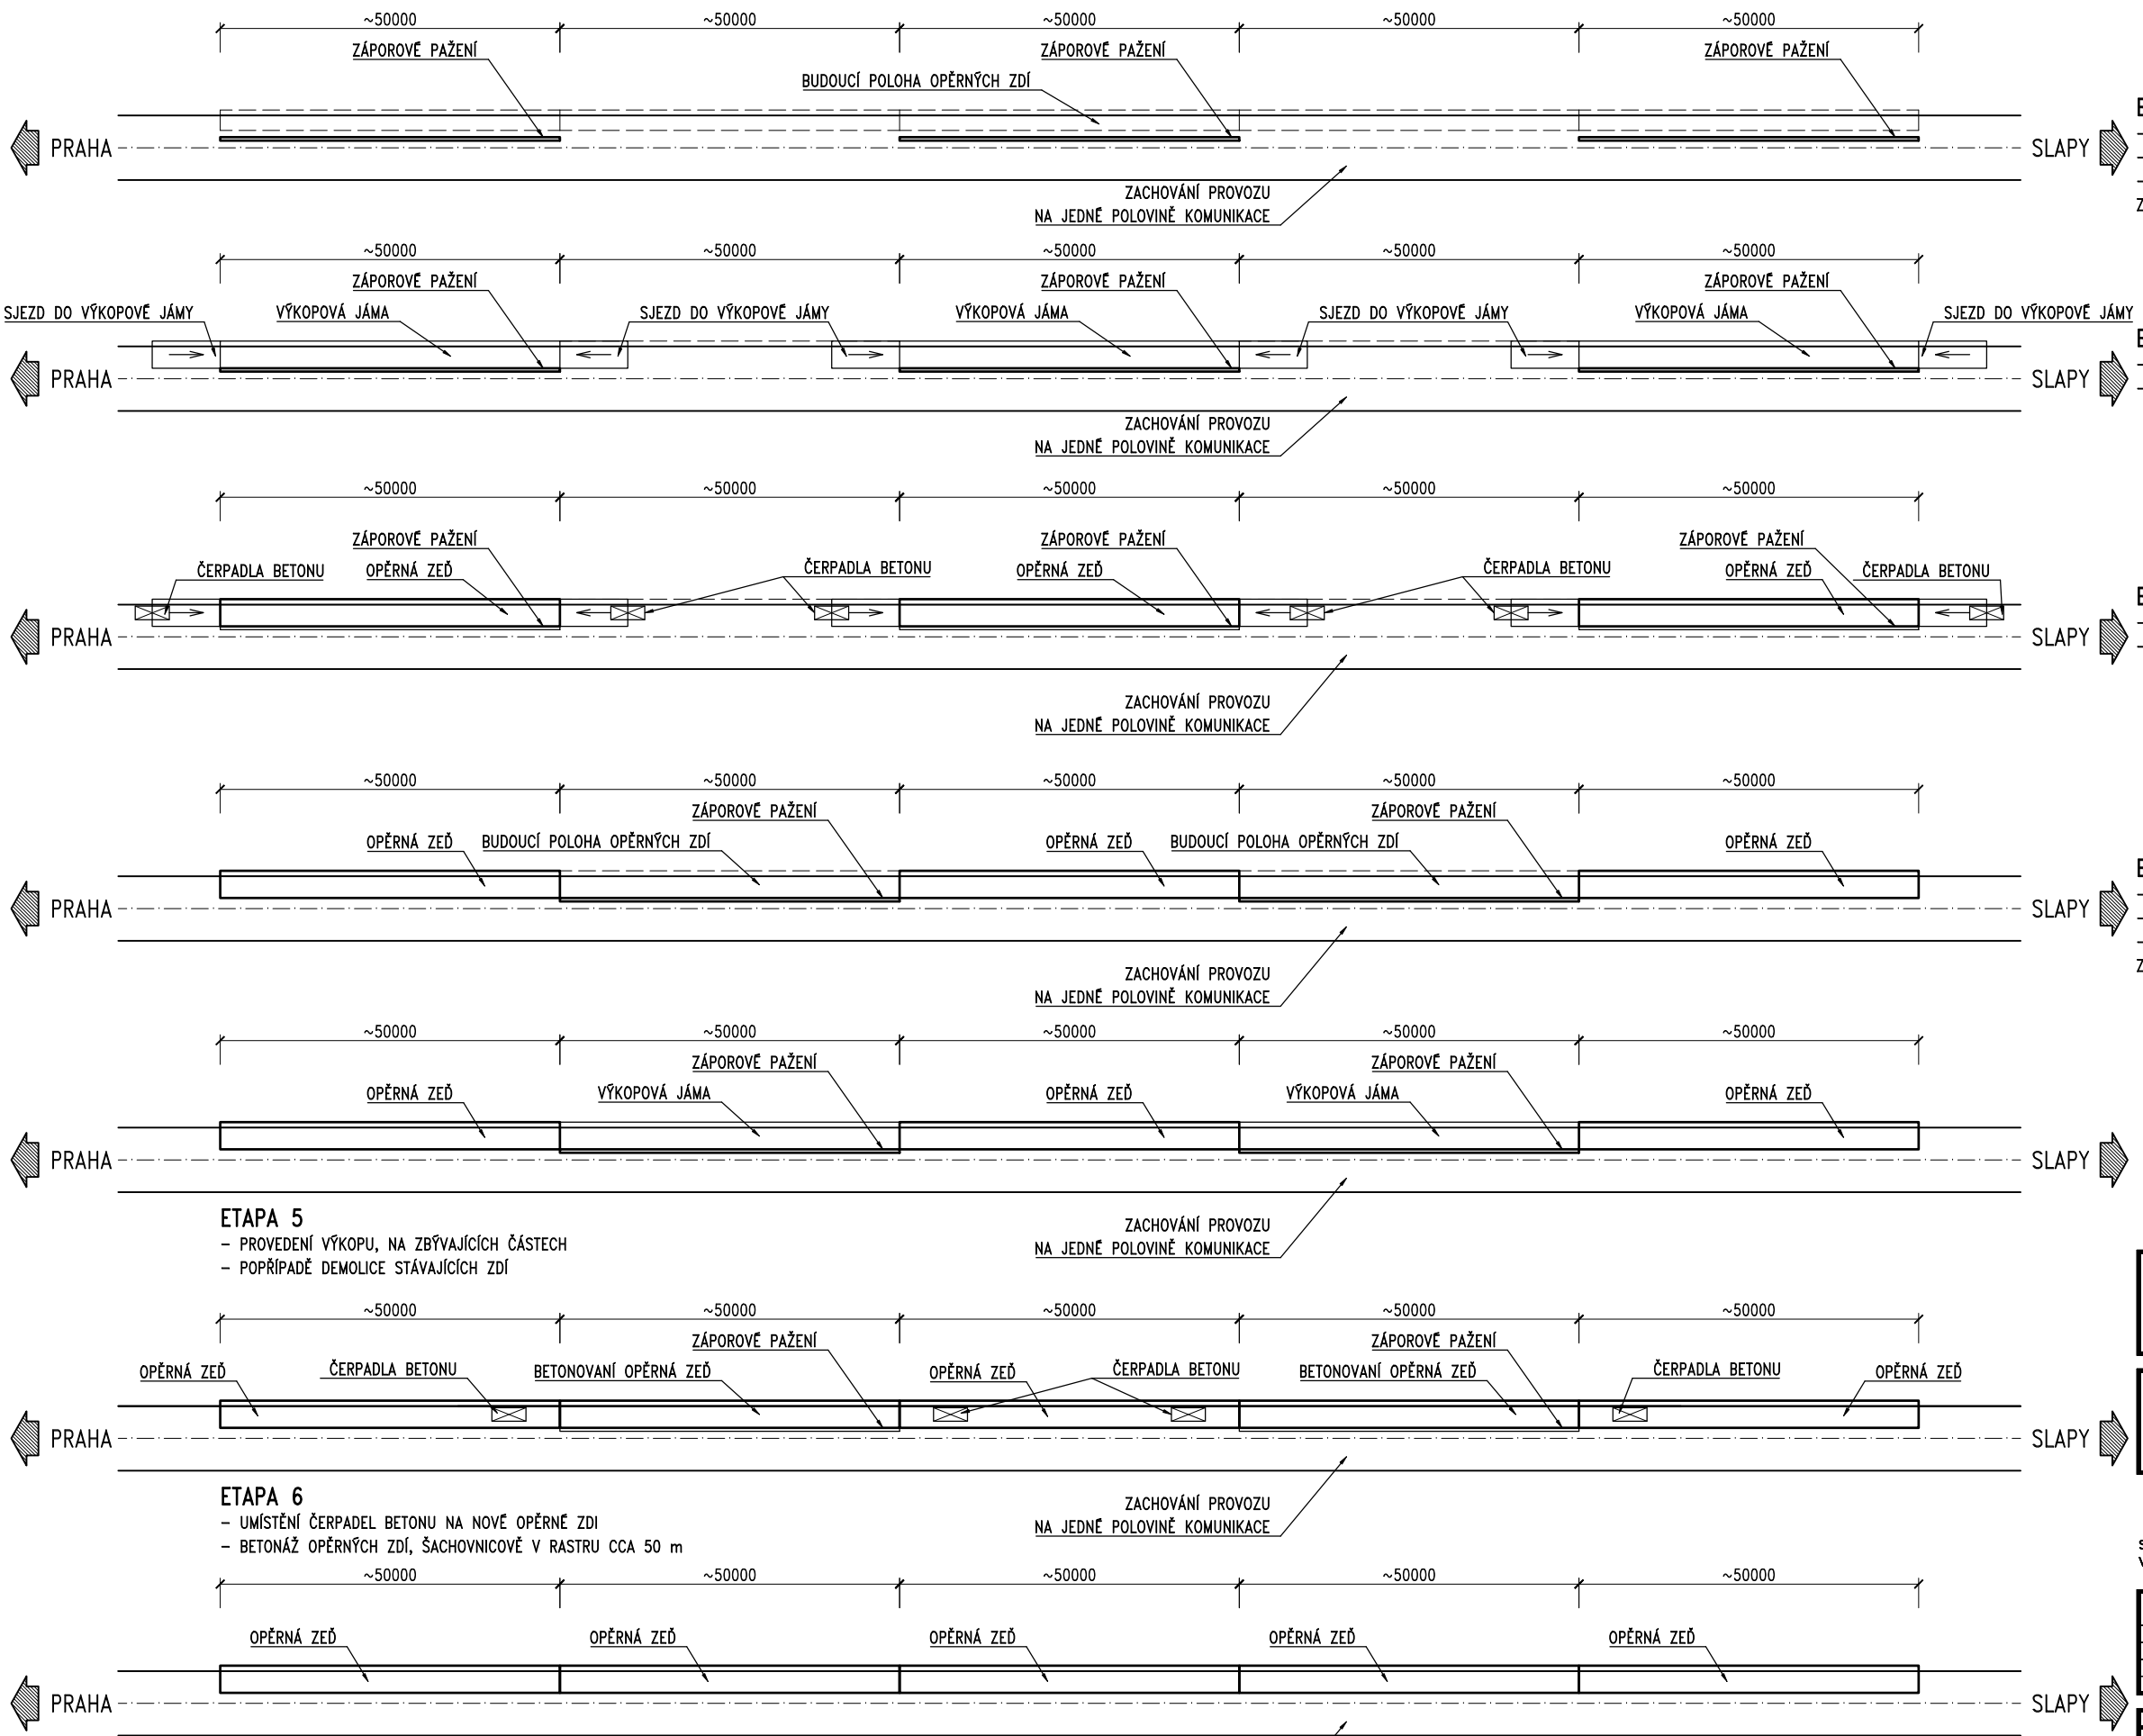 ~50000 ~50000 ~50000 ~50000 ~50000
ZÁPOROVÉ PAŽENÍ ZÁPOROVÉ PAŽENÍ ZÁPOROVÉ PAŽENÍ
BUDOUCÍ POLOHA OPĚRNÝCH ZDÍ
PRAHA SLAPY
ZACHOVÁNÍ PROVOZU
NA JEDNÉ POLOVINĚ KOMUNIKACE
~50000 ~50000 ~50000 ~50000 ~50000
ZÁPOROVÉ PAŽENÍ ZÁPOROVÉ PAŽENÍ ZÁPOROVÉ PAŽENÍ
SJEZD DO VÝKOPOVÉ JÁMY VÝKOPOVÁ JÁMA SJEZD DO VÝKOPOVÉ JÁMY VÝKOPOVÁ JÁMA SJEZD DO VÝKOPOVÉ JÁMY VÝKOPOVÁ JÁMA SJEZD DO VÝKOPOVÉ JÁMY
PRAHA SLAPY
ZACHOVÁNÍ PROVOZU
NA JEDNÉ POLOVINĚ KOMUNIKACE
~50000 ~50000 ~50000 ~50000 ~50000
ZÁPOROVÉ PAŽENÍ ZÁPOROVÉ PAŽENÍ ZÁPOROVÉ PAŽENÍ
ČERPADLA BETONU OPĚRNÁ ZEĎ ČERPADLA BETONU OPĚRNÁ ZEĎ ČERPADLA BETONU OPĚRNÁ ZEĎ ČERPADLA BETONU
PRAHA SLAPY
ZACHOVÁNÍ PROVOZU
NA JEDNÉ POLOVINĚ KOMUNIKACE
~50000 ~50000 ~50000 ~50000 ~50000
ZÁPOROVÉ PAŽENÍ ZÁPOROVÉ PAŽENÍ
OPĚRNÁ ZEĎ BUDOUCÍ POLOHA OPĚRNÝCH ZDÍ OPĚRNÁ ZEĎ BUDOUCÍ POLOHA OPĚRNÝCH ZDÍ OPĚRNÁ ZEĎ
PRAHA SLAPY
ZACHOVÁNÍ PROVOZU
NA JEDNÉ POLOVINĚ KOMUNIKACE
~50000 ~50000 ~50000 ~50000 ~50000
ZÁPOROVÉ PAŽENÍ ZÁPOROVÉ PAŽENÍ
OPĚRNÁ ZEĎ VÝKOPOVÁ JÁMA OPĚRNÁ ZEĎ VÝKOPOVÁ JÁMA OPĚRNÁ ZEĎ
PRAHA SLAPY
ETAPA 5
- PROVEDENÍ VÝKOPU, NA ZBÝVAJÍCÍCH ČÁSTECH
- POPŘÍPADĚ DEMOLICE STÁVAJÍCÍCH ZDÍ
ZACHOVÁNÍ PROVOZU
NA JEDNÉ POLOVINĚ KOMUNIKACE
~50000 ~50000 ~50000 ~50000 ~50000
ZÁPOROVÉ PAŽENÍ ZÁPOROVÉ PAŽENÍ
OPĚRNÁ ZEĎ ČERPADLA BETONU BETONOVANÍ OPĚRNÁ ZEĎ OPĚRNÁ ZEĎ ČERPADLA BETONU BETONOVANÍ OPĚRNÁ ZEĎ ČERPADLA BETONU OPĚRNÁ ZEĎ
PRAHA SLAPY
ETAPA 6
- UMÍSTĚNÍ ČERPADEL BETONU NA NOVÉ OPĚRNÉ ZDI
- BETONÁŽ OPĚRNÝCH ZDÍ, ŠACHOVNICOVĚ V RASTRU CCA 50 m
ZACHOVÁNÍ PROVOZU
NA JEDNÉ POLOVINĚ KOMUNIKACE
~50000 ~50000 ~50000 ~50000 ~50000
OPĚRNÁ ZEĎ OPĚRNÁ ZEĎ OPĚRNÁ ZEĎ OPĚRNÁ ZEĎ OPĚRNÁ ZEĎ
PRAHA SLAPY